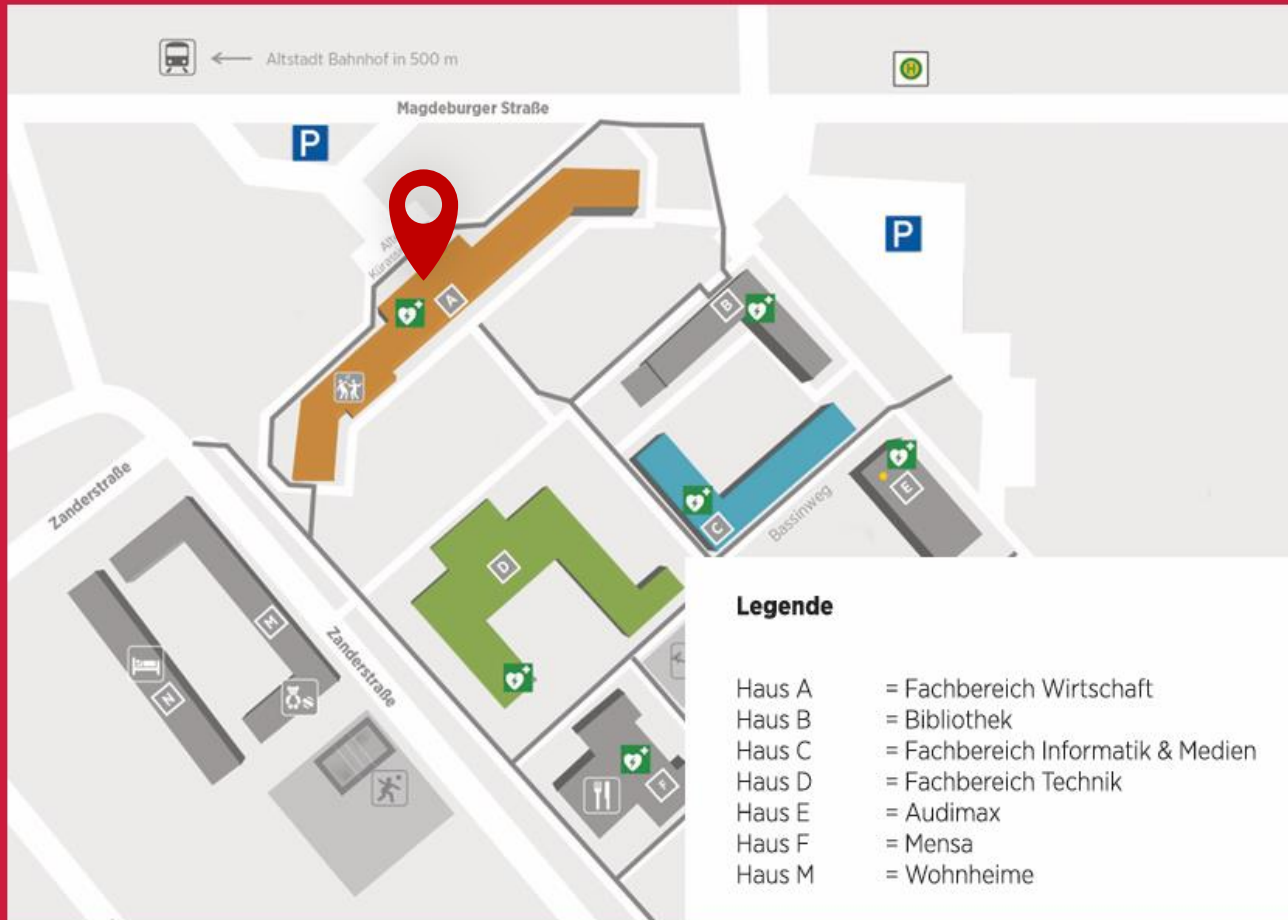 Altstadt Bahnhof in 500 m
H
Magdeburger Straße
P
P
A
B
C
Bassinweg
E
Zanderstraße
D
M
Zanderstraße
N
F
Legende
Haus A = Fachbereich Wirtschaft
Haus B = Bibliothek
Haus C = Fachbereich Informatik & Medien
Haus D = Fachbereich Technik
Haus E = Audimax
Haus F = Mensa
Haus M = Wohnheime